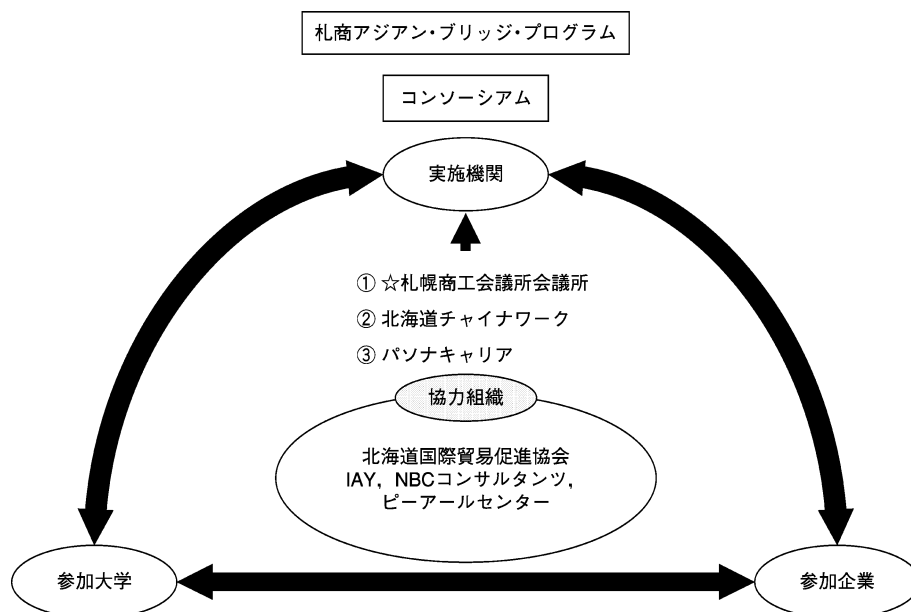 札商アジアン・ブリッジ・プログラム
コンソーシアム
実施機関
① ☆札幌商工会議所会議所
② 北海道チャイナワーク
③ パソナキャリア
協力組織
北海道国際貿易促進協会
IAY，NBCコンサルタンツ，
ピーアールセンター
参加大学
参加企業